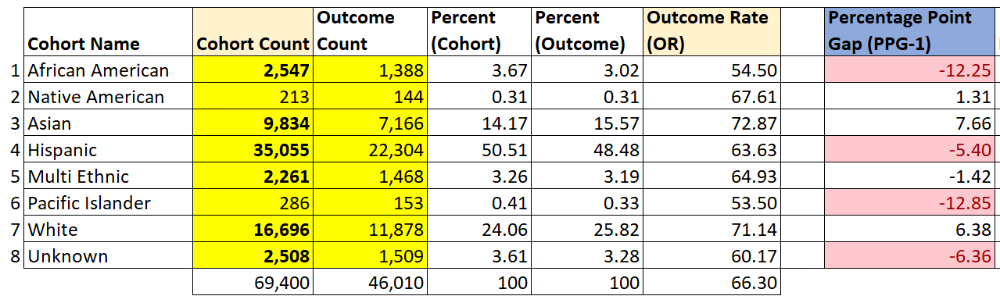 Cohort Name Cohort Count Outcome Count Percent (Cohort) Percent (Outcome) Outcome Rate (OR) Percentage Point Gap (PPG-1)
1 African American 2,547 1,388 3.67 3.02 54.50 -12.25
2 Native American 213 144 0.31 0.31 67.61 1.31
3 Asian 9,834 7,166 14.17 15.57 72.87 7.66
4 Hispanic 35,055 22,304 50.51 48.48 63.63 -5.40
5 Multi Ethnic 2,261 1,468 3.26 3.19 64.93 -1.42
6 Pacific Islander 286 153 0.41 0.33 53.50 -12.85
7 White 16,696 11,878 24.06 25.82 71.14 6.38
8 Unknown 2,508 1,509 3.61 3.28 60.17 -6.36
69,400 46,010 100 100 66.30